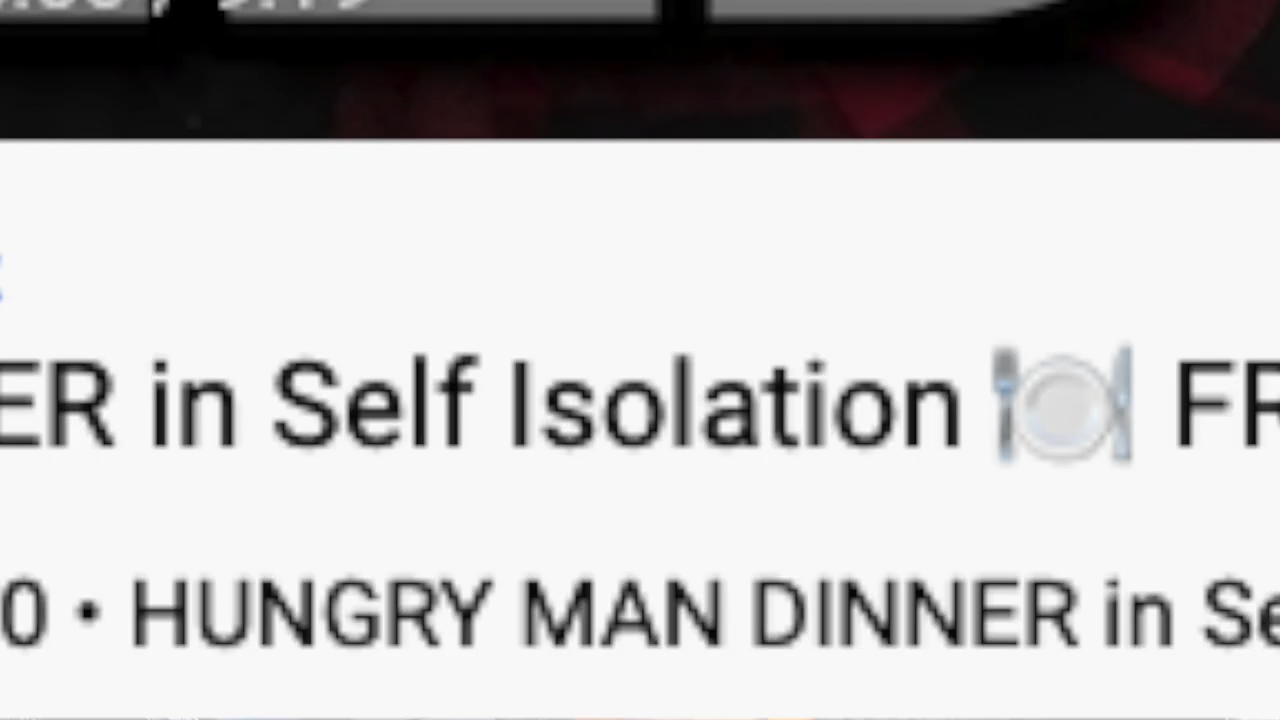 ER in Self Isolation 🍽️ FR
0 • HUNGRY MAN DINNER in Se